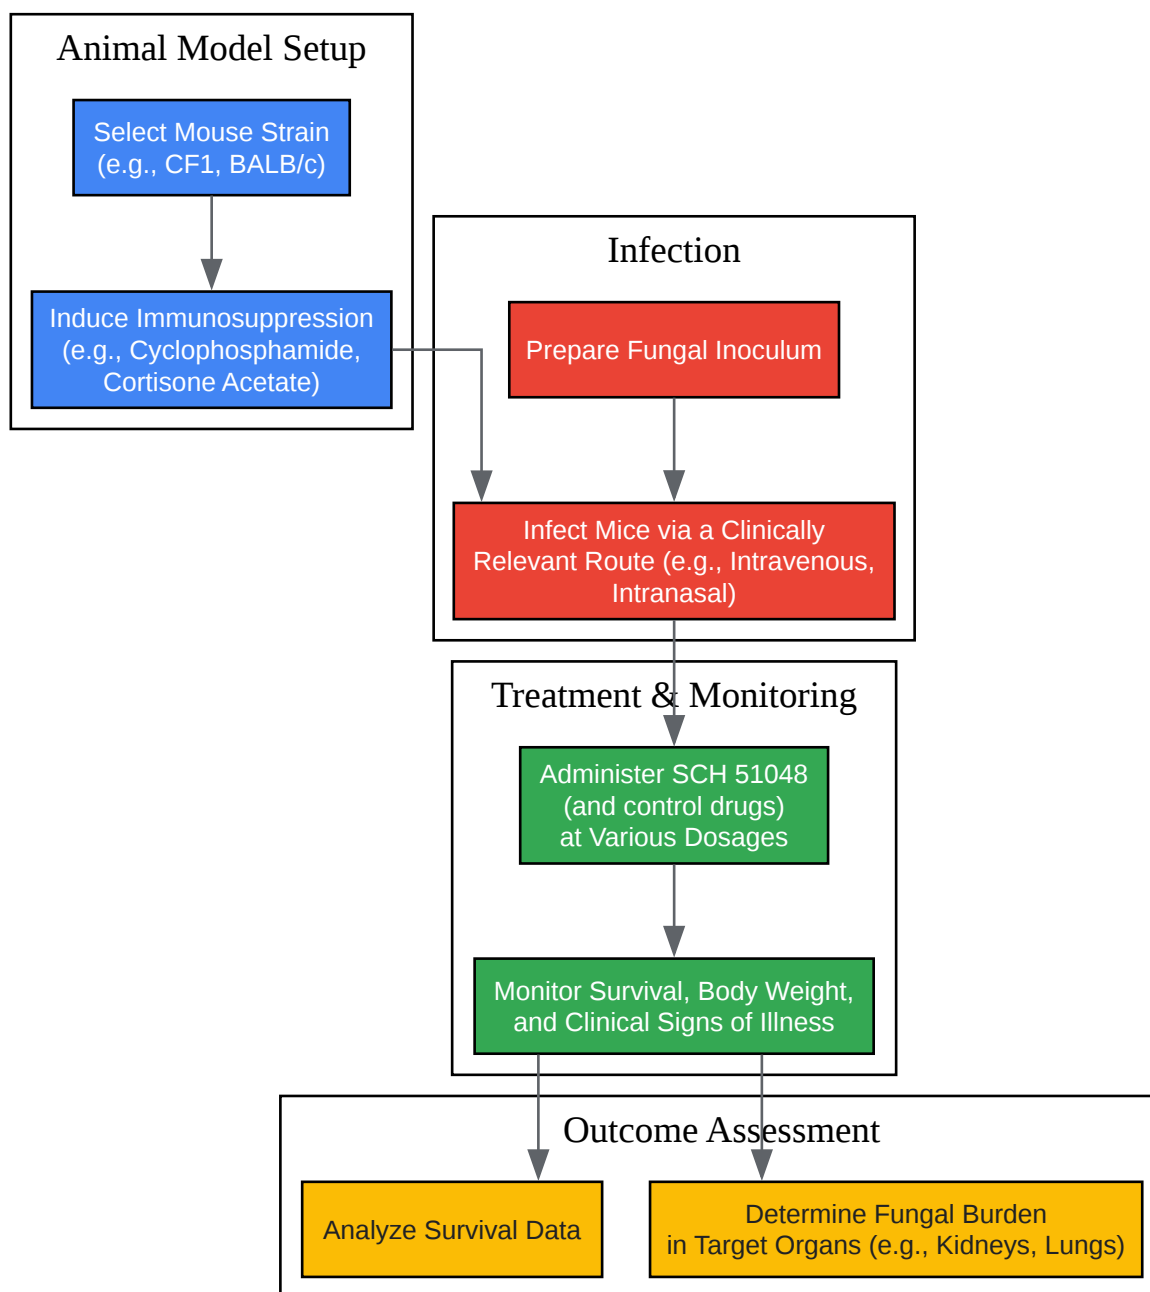 Animal Model Setup
Select Mouse Strain
(e.g., CF1, BALB/c)
Induce Immunosuppression
(e.g., Cyclophosphamide,
Cortisone Acetate)
Infection
Prepare Fungal Inoculum
Infect Mice via a Clinically
Relevant Route (e.g., Intravenous,
Intranasal)
Treatment & Monitoring
Administer SCH 51048
(and control drugs)
at Various Dosages
Monitor Survival, Body Weight,
and Clinical Signs of Illness
Outcome Assessment
Analyze Survival Data
Determine Fungal Burden
in Target Organs (e.g., Kidneys, Lungs)